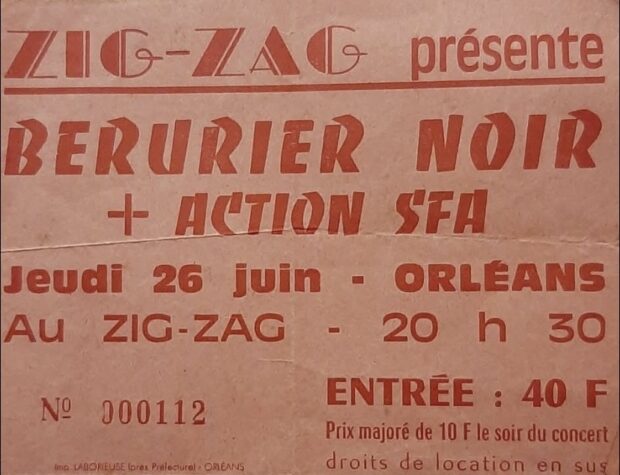 ZIG-ZAG présente
BERURIER NOIR
+ ACTION SFA
Jeudi 26 juin - ORLÉANS
Au ZIG-ZAG - 20 h 30
ENTRÉE : 40 F
Nº 000112
Prix majoré de 10 F le soir du concert
droits de location en sus
Imp. LABORIEUSE (près Préfecture) - ORLÉANS